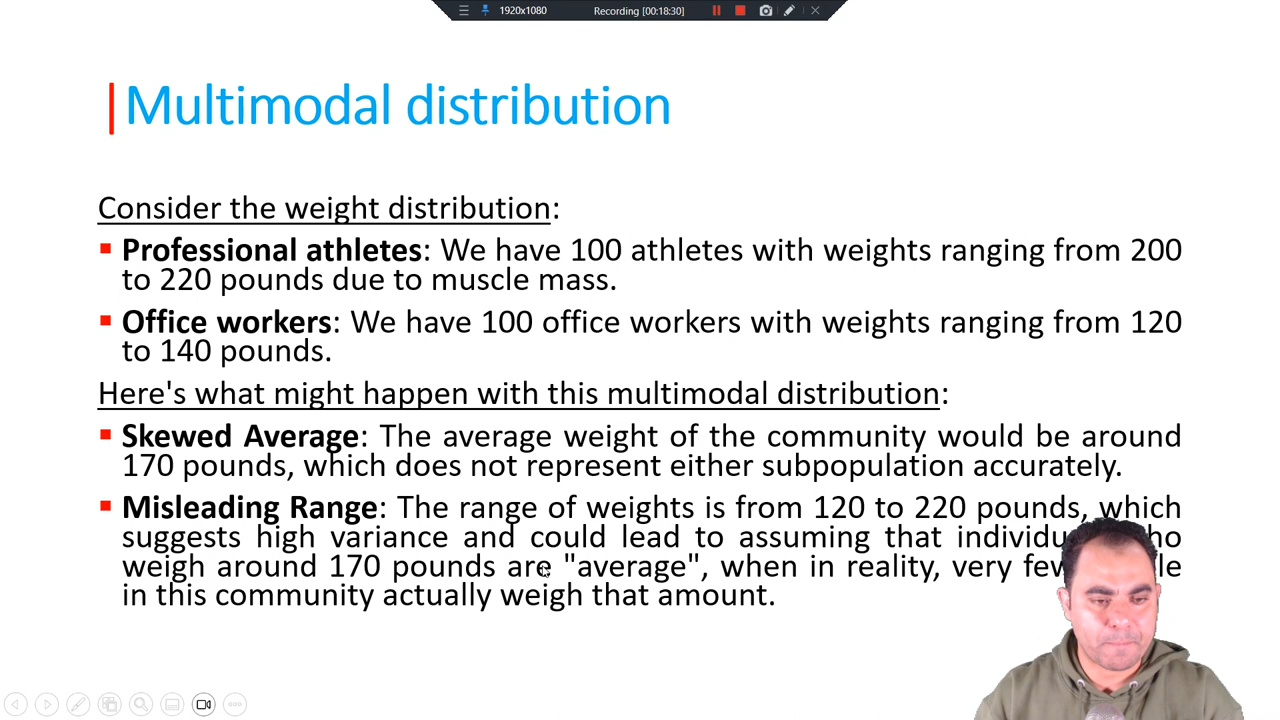 1920x1080 Recording [00:18:30]
Multimodal distribution
Consider the weight distribution:
Professional athletes: We have 100 athletes with weights ranging from 200
to 220 pounds due to muscle mass.
Office workers: We have 100 office workers with weights ranging from 120
to 140 pounds.
Here's what might happen with this multimodal distribution:
Skewed Average: The average weight of the community would be around
170 pounds, which does not represent either subpopulation accurately.
Misleading Range: The range of weights is from 120 to 220 pounds, which
suggests high variance and could lead to assuming that
weigh around 170 pounds are "average", when in reality, very few
in this community actually weigh that amount.